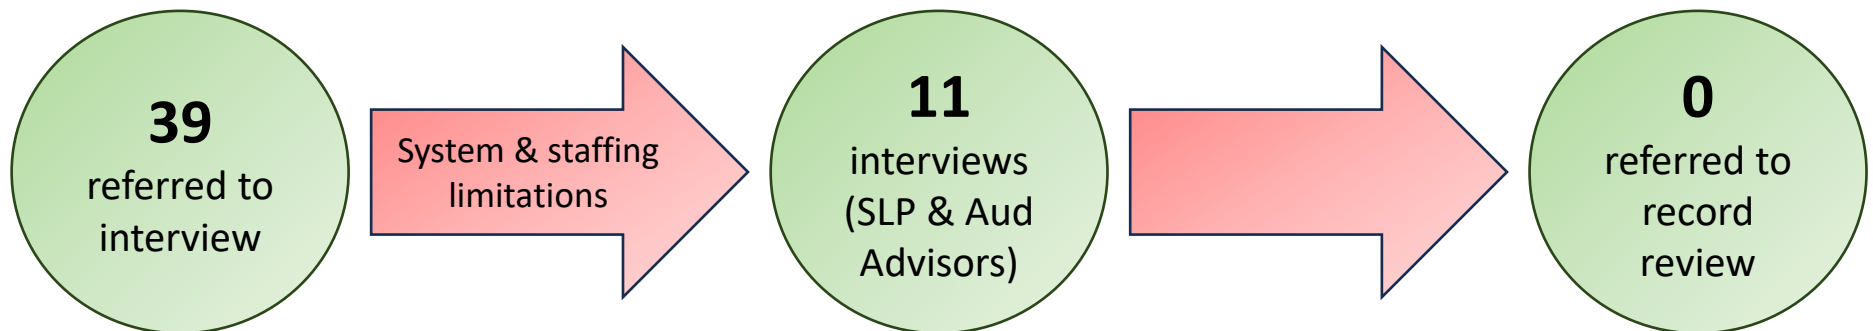 39
referred to
interview
System & staffing
limitations
11
interviews
(SLP & Aud
Advisors)
0
referred to
record
review